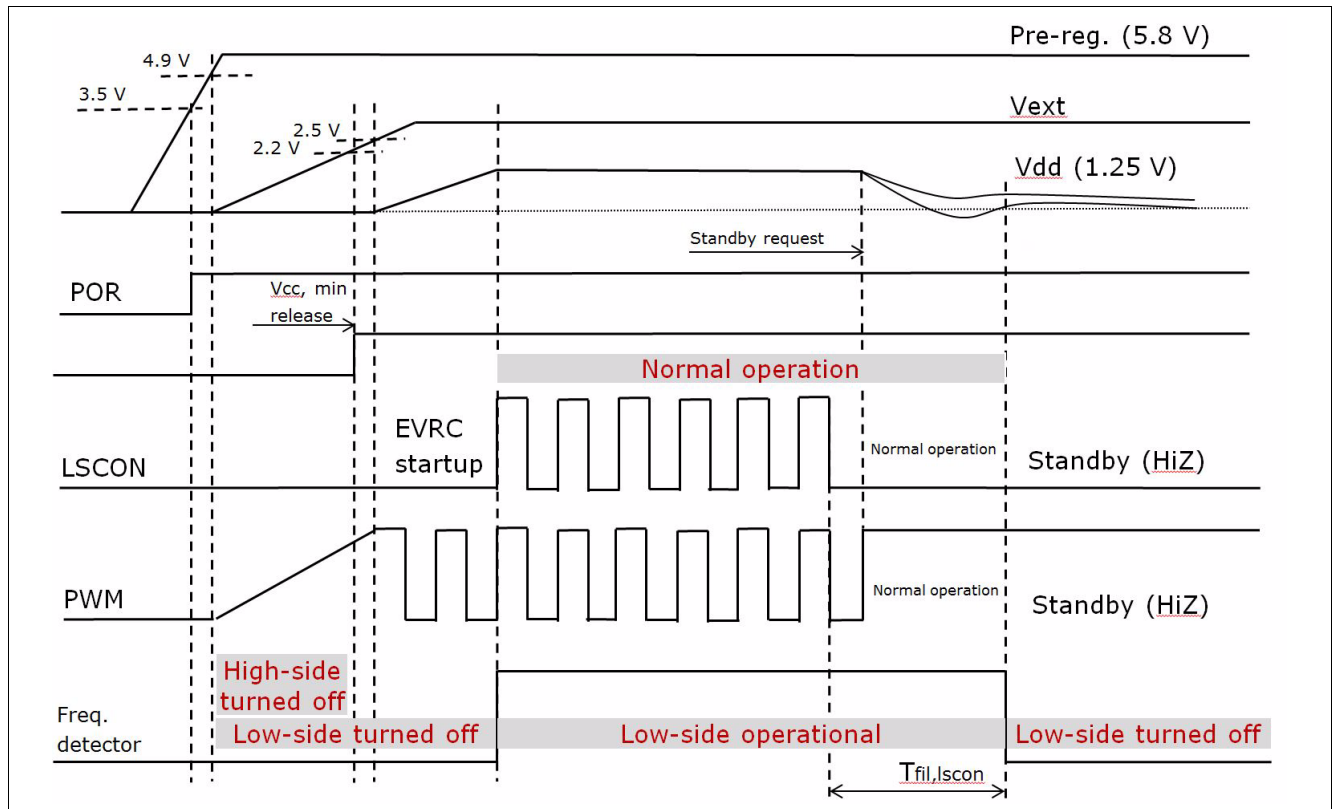 Pre-reg. (5.8 V)
4.9 V
3.5 V
Vext
2.5 V
2.2 V
Vdd (1.25 V)
Standby request
POR
Vcc, min
release
Normal operation
EVRC
startup
LSCON
Normal operation
Standby (HiZ)
PWM
Normal operation
Standby (HiZ)
High-side
turned off
Freq.
detector
Low-side turned off
Low-side operational
Low-side turned off
Tfil,lscon